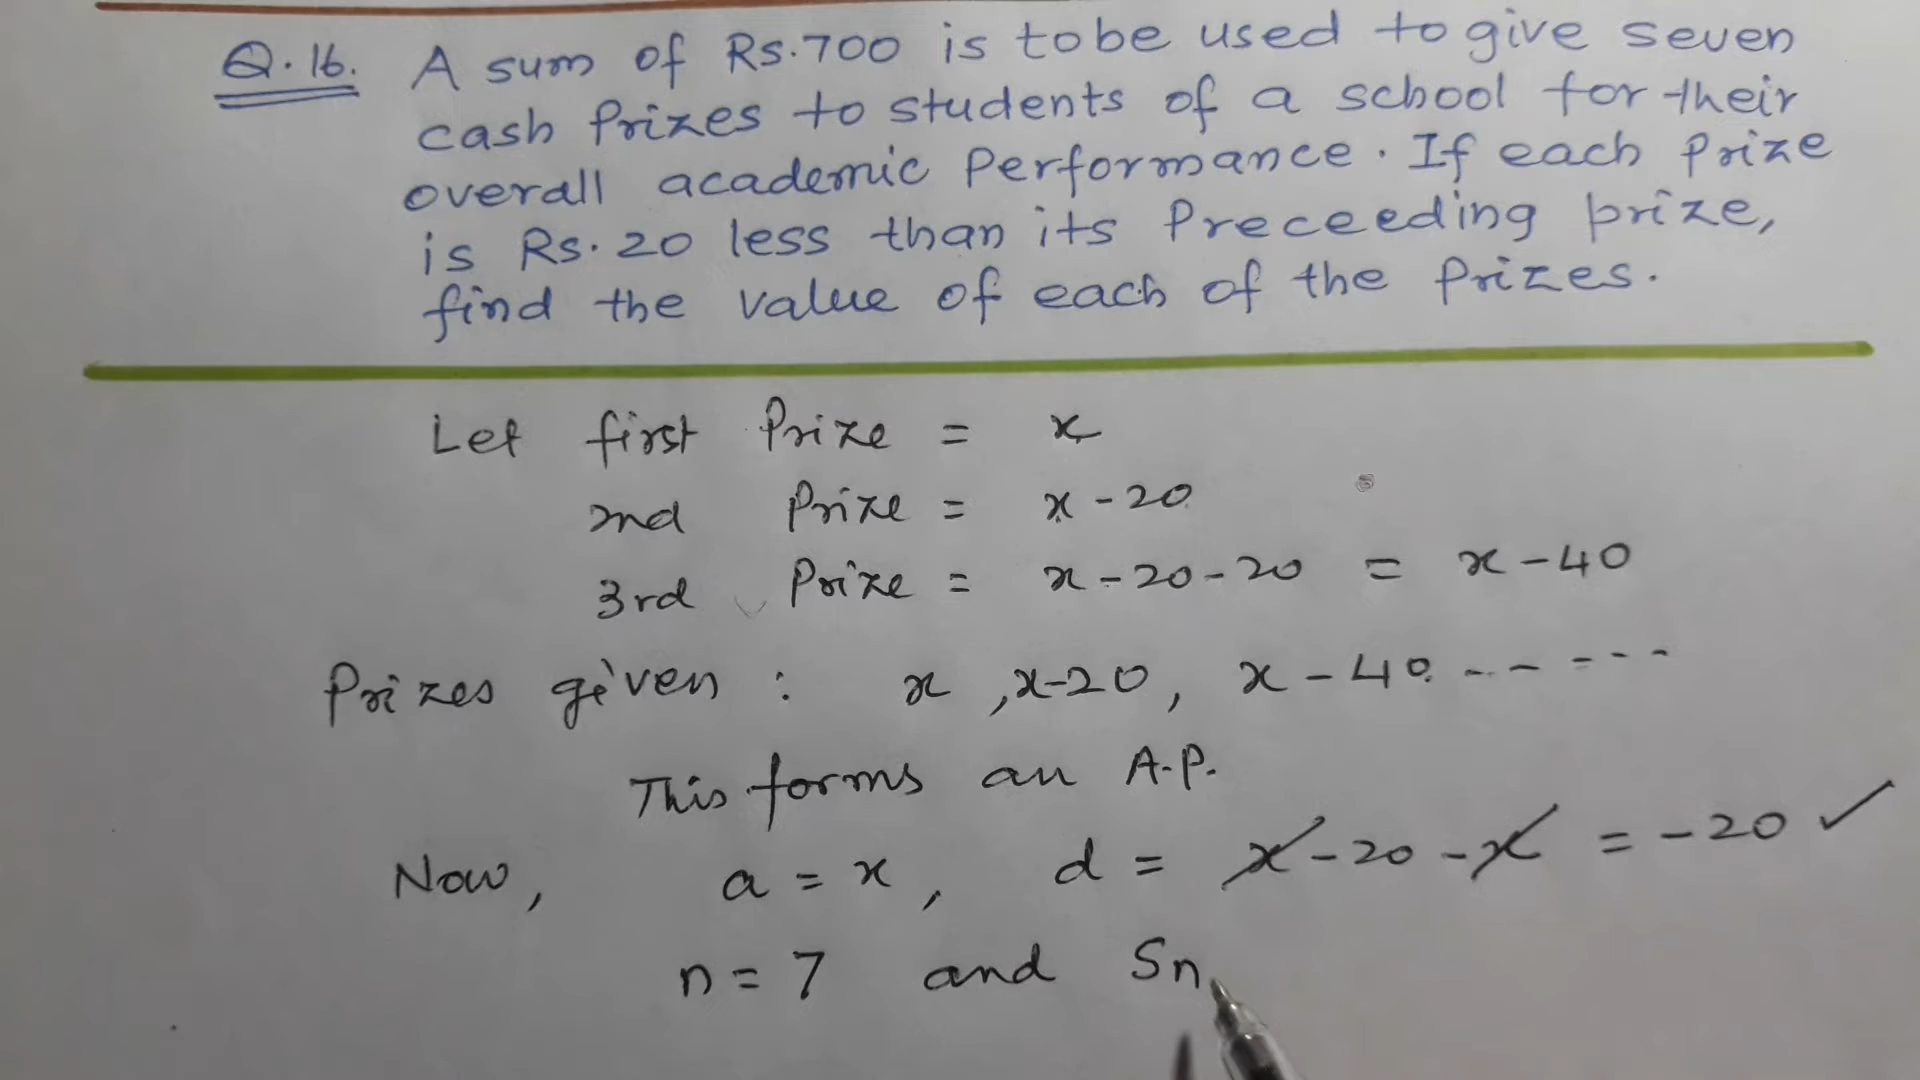 Q.16. A sum of Rs.700 is to be used to give seven
cash prizes to students of a school for their
overall academic performance. If each prize
is Rs.20 less than its preceeding prize,
find the value of each of the prizes.
Let first prize = x
2nd prize = x-20
3rd prize = x-20-20 = x-40
Prizes given : x, x-20, x-40 ------
This forms an A.P.
Now, a = x, d = x-20-x = -20 ✓
n = 7 and Sn